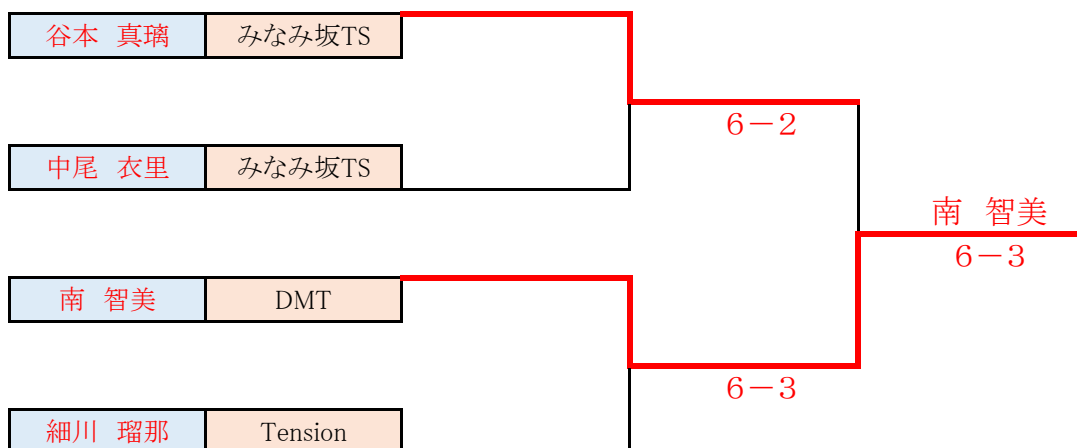 谷本 真璃 みなみ坂TS
6－2
中尾 衣里 みなみ坂TS
南 智美
6－3
南 智美 DMT
6－3
細川 瑠那 Tension